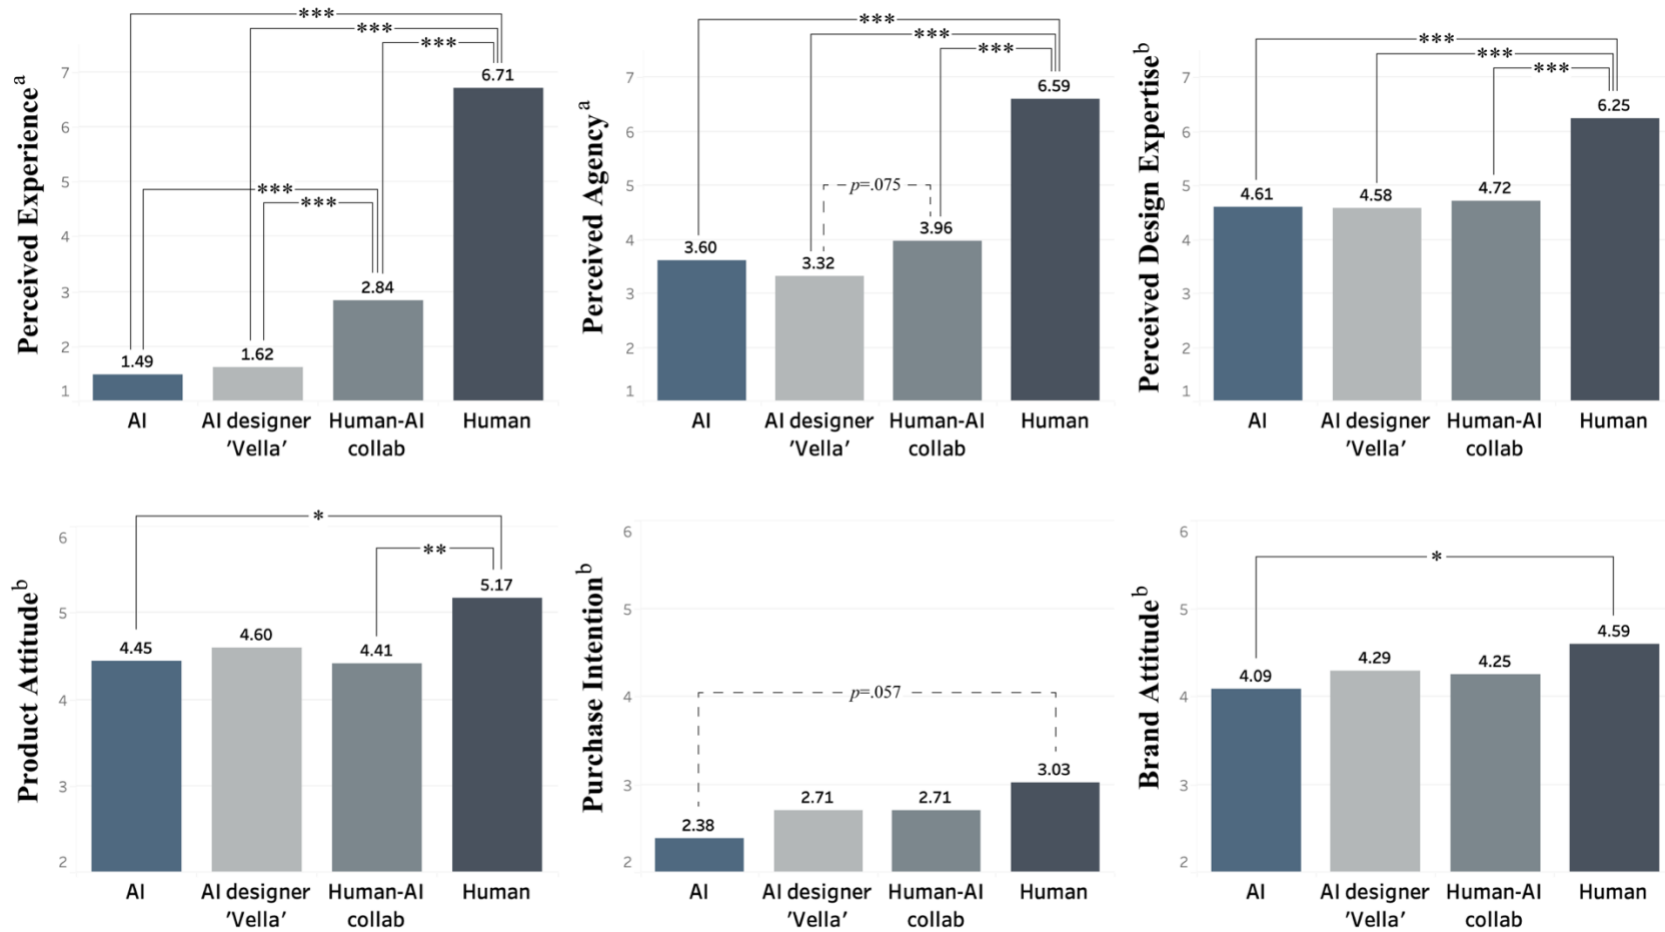 Perceived Experience^a
***
***
***
***
***
7
6
5
4
3
2
1
1.49
1.62
2.84
6.71
AI
AI designer
'Vella'
Human-AI
collab
Human
Perceived Agency^a
***
***
***
p=.075
7
6
5
4
3
2
1
3.60
3.32
3.96
6.59
AI
AI designer
'Vella'
Human-AI
collab
Human
Perceived Design Expertise^b
***
***
***
7
6
5
4
3
2
1
4.61
4.58
4.72
6.25
AI
AI designer
'Vella'
Human-AI
collab
Human
Product Attitude^b
*
**
6
5
4
3
2
4.45
4.60
4.41
5.17
AI
AI designer
'Vella'
Human-AI
collab
Human
Purchase Intention^b
p=.057
6
5
4
3
2
2.38
2.71
2.71
3.03
AI
AI designer
'Vella'
Human-AI
collab
Human
Brand Attitude^b
*
6
5
4
3
2
4.09
4.29
4.25
4.59
AI
AI designer
'Vella'
Human-AI
collab
Human